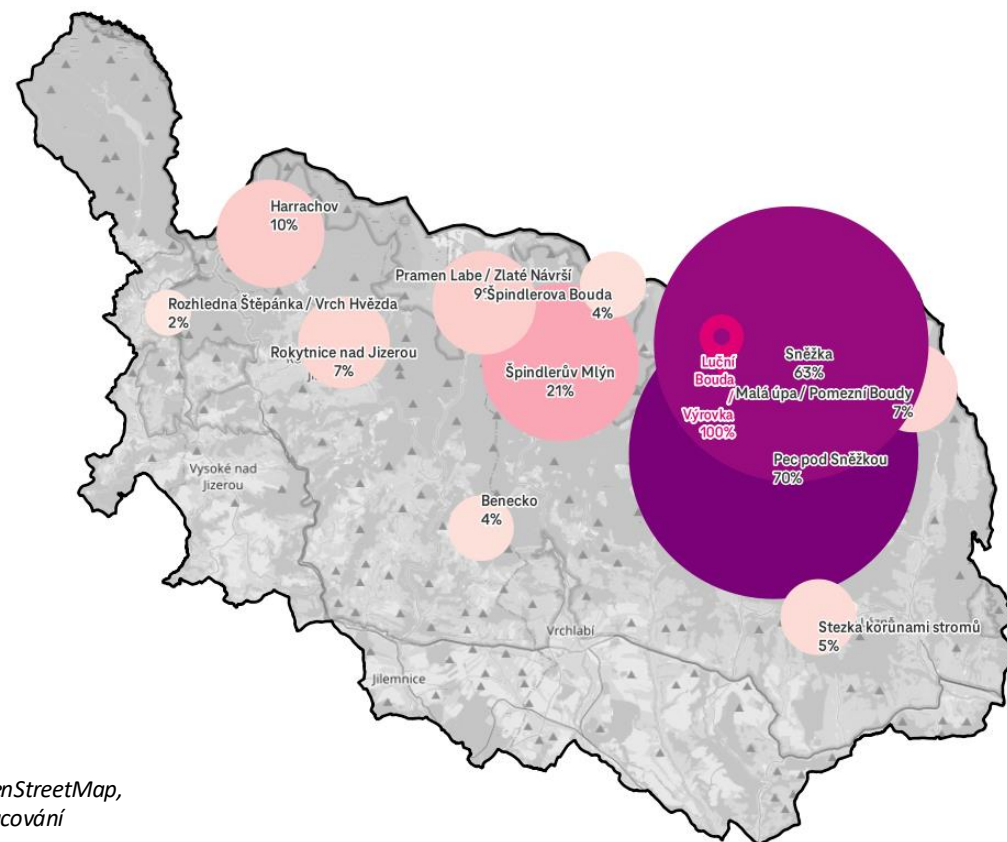 Harrachov
10%
Pramen Labe / Zlaté Návrší
9%
Špindlerova Bouda
4%
Rozhledna Štěpánka / Vrch Hvězda
2%
Rokytnice nad Jizerou
7%
Špindlerův Mlýn
21%
Luční
Bouda
/
Výrovka
100%
Sněžka
63%
Malá úpa / Pomezní Boudy
7%
Pec pod Sněžkou
70%
Vysoké nad
Jizerou
Benecko
4%
Stezka korunami stromů
5%
Vrchlabí
Jilemnice
enStreetMap,
cování